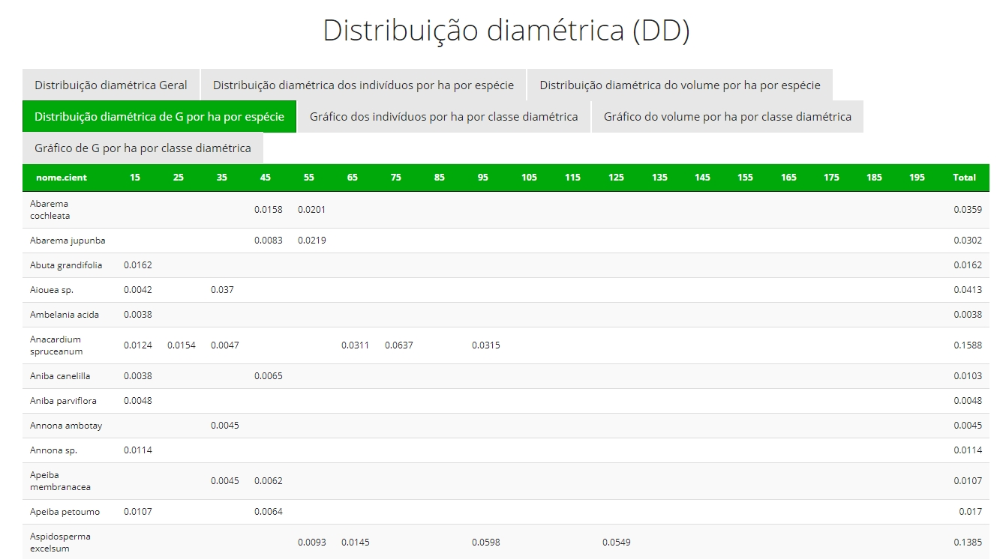 Distribuição diamétrica (DD)
Distribuição diamétrica Geral Distribuição diamétrica dos indivíduos por ha por espécie Distribuição diamétrica do volume por ha por espécie
Distribuição diamétrica de G por ha por espécie Gráfico dos indivíduos por ha por classe diamétrica Gráfico do volume por ha por classe diamétrica
Gráfico de G por ha por classe diamétrica
nome.cient 15 25 35 45 55 65 75 85 95 105 115 125 135 145 155 165 175 185 195 Total
Abarema
cochleata 0.0158 0.0201 0.0359
Abarema jupunba 0.0083 0.0219 0.0302
Abuta grandifolia 0.0162 0.0162
Aiouea sp. 0.0042 0.037 0.0413
Ambelania acida 0.0038 0.0038
Anacardium
spruceanum 0.0124 0.0154 0.0047 0.0311 0.0637 0.0315 0.1588
Aniba canelilla 0.0038 0.0065 0.0103
Aniba parviflora 0.0048 0.0048
Annona ambotay 0.0045 0.0045
Annona sp. 0.0114 0.0114
Apeiba
membranacea 0.0045 0.0062 0.0107
Apeiba petoumo 0.0107 0.0064 0.017
Aspidosperma
excelsum 0.0093 0.0145 0.0598 0.0549 0.1385